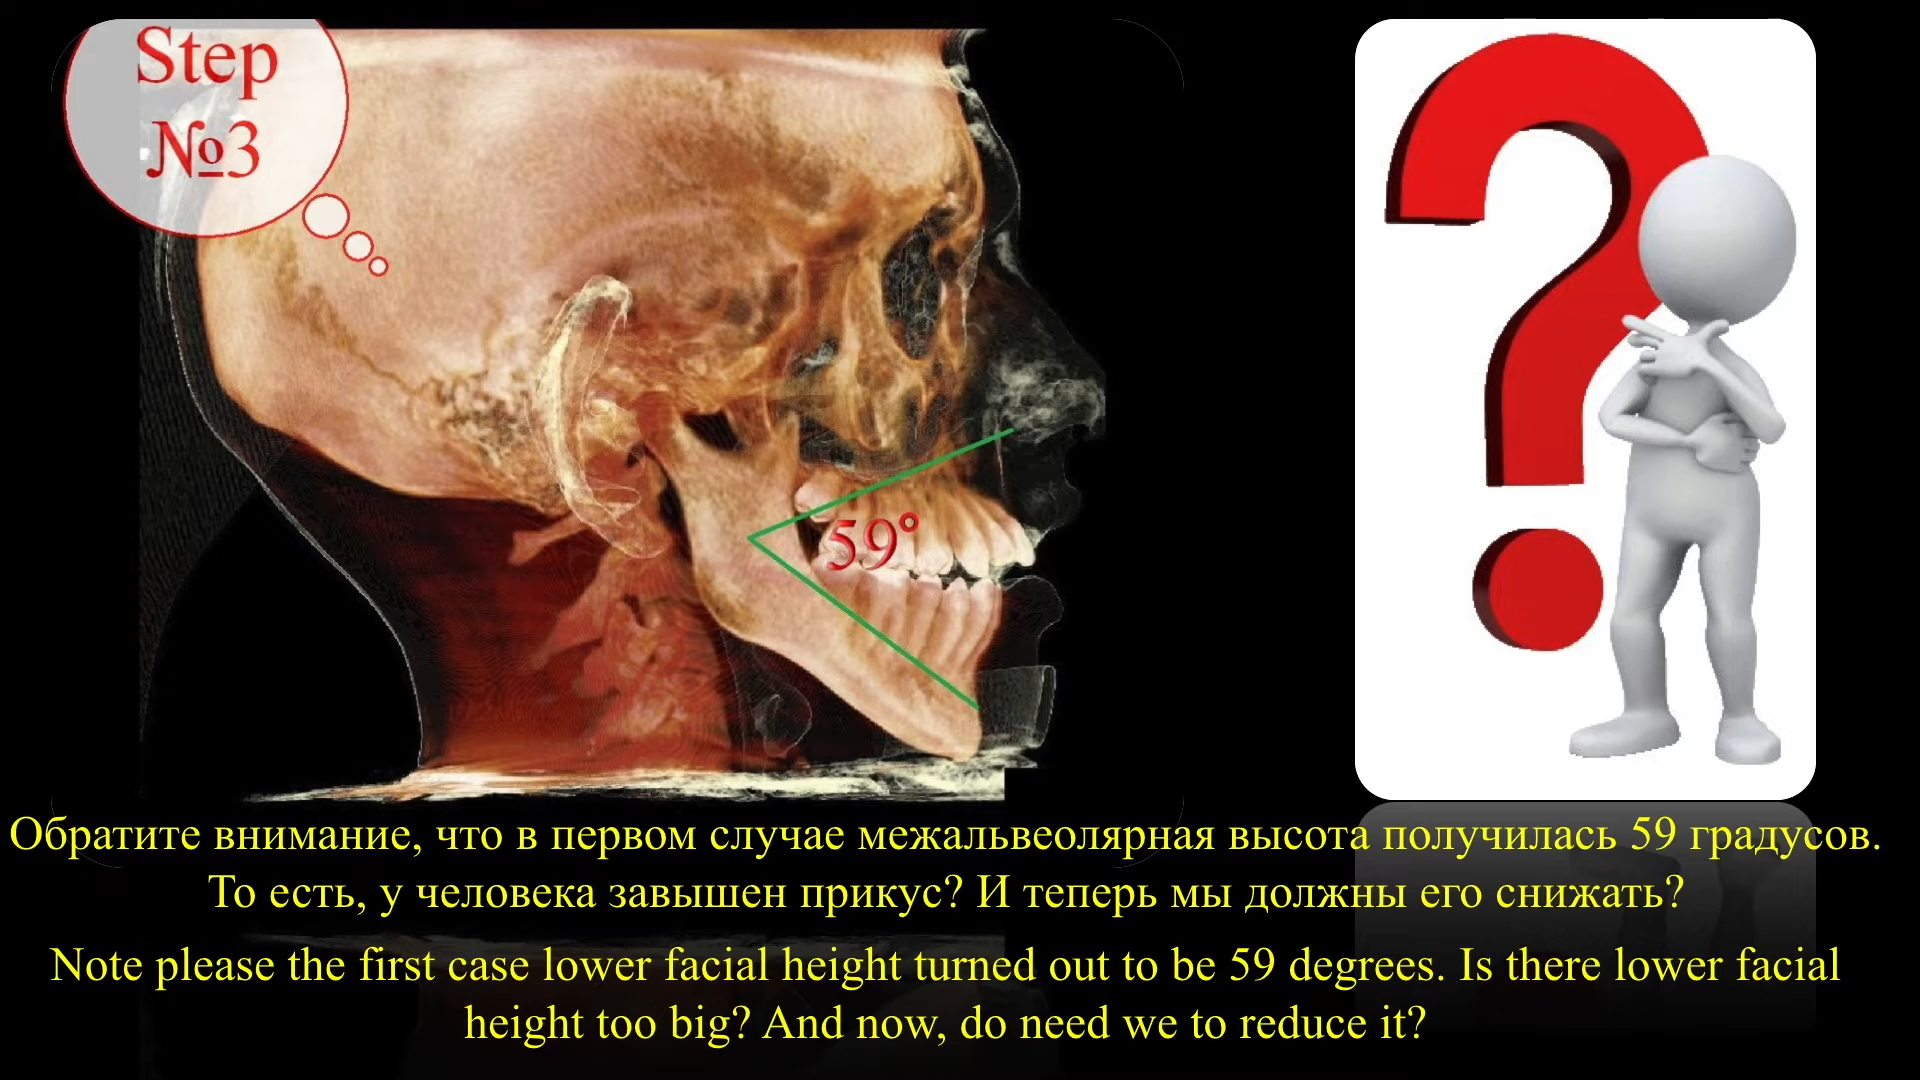 Step
№3
59°
Обратите внимание, что в первом случае межальвеолярная высота получилась 59 градусов.
То есть, у человека завышен прикус? И теперь мы должны его снижать?
Note please the first case lower facial height turned out to be 59 degrees. Is there lower facial
height too big? And now, do need we to reduce it?